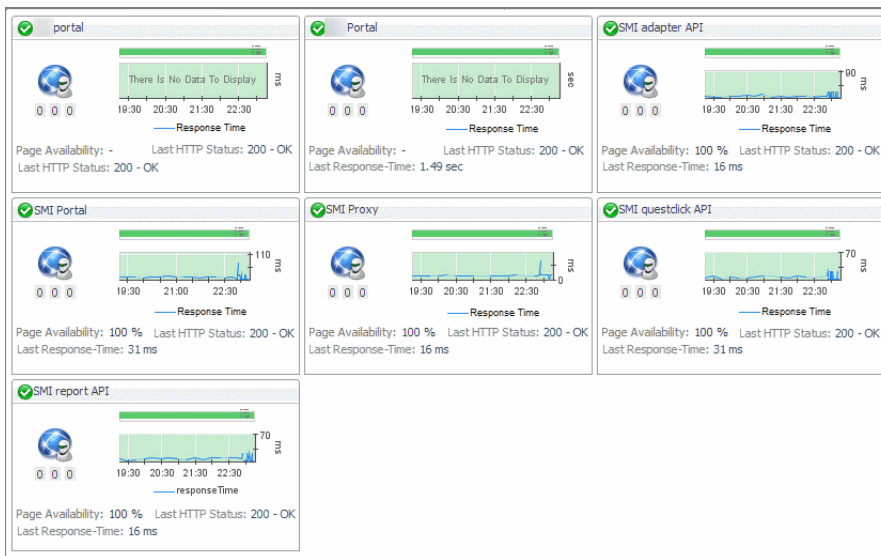 portal
There Is No Data To Display
ms
19:30 20:30 21:30 22:30
Response Time
0 0 0
Page Availability: - Last HTTP Status: 200 - OK
Last HTTP Status: 200 - OK
Portal
There Is No Data To Display
sec
19:30 20:30 21:30 22:30
Response Time
0 0 0
Page Availability: - Last HTTP Status: 200 - OK
Last Response-Time: 1.49 sec
SMI adapter API
90
ms
19:30 20:30 21:30 22:30
Response Time
0 0 0
Page Availability: 100 % Last HTTP Status: 200 - OK
Last Response-Time: 16 ms
SMI Portal
110
ms
19:30 21:00 22:30
Response Time
0 0 0
Page Availability: 100 % Last HTTP Status: 200 - OK
Last Response-Time: 31 ms
SMI Proxy
ms
0
19:30 20:30 21:30 22:30
Response Time
0 0 0
Page Availability: 100 % Last HTTP Status: 200 - OK
Last Response-Time: 16 ms
SMI questclick API
70
ms
19:30 20:30 21:30 22:30
Response Time
0 0 0
Page Availability: 100 % Last HTTP Status: 200 - OK
Last Response-Time: 31 ms
SMI report API
70
ms
19:30 20:30 21:30 22:30
responseTime
0 0 0
Page Availability: 100 % Last HTTP Status: 200 - OK
Last Response-Time: 16 ms